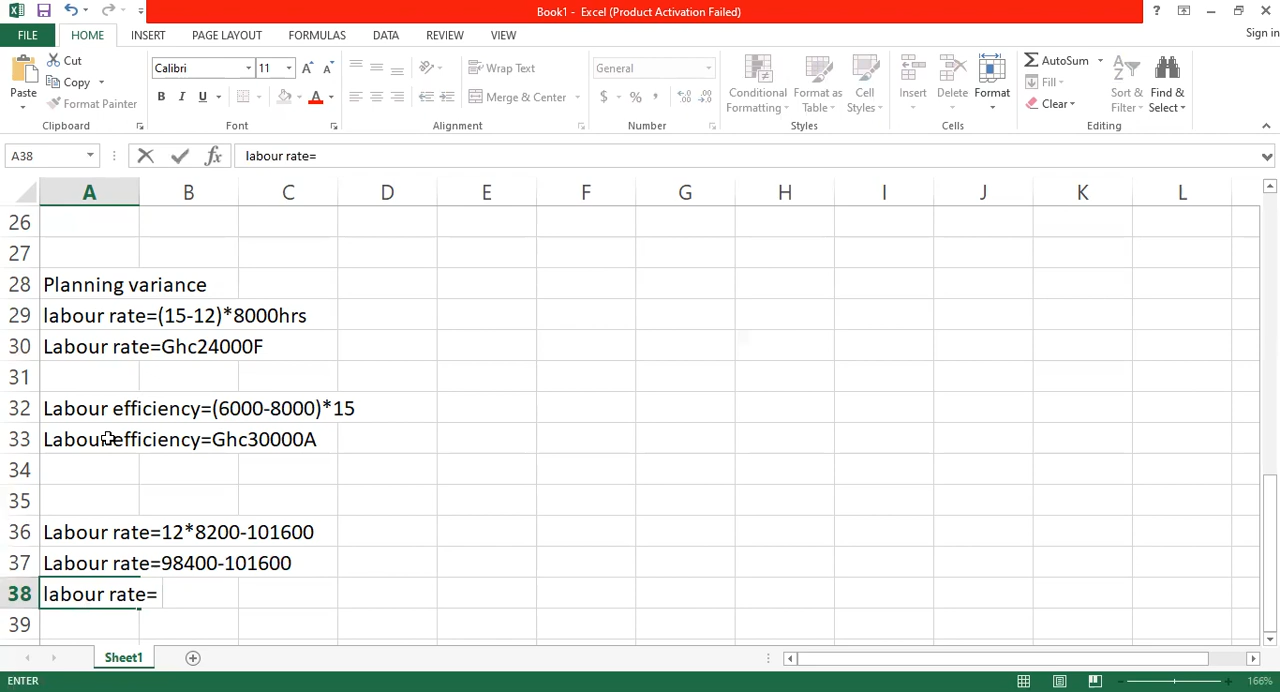 Book1 - Excel (Product Activation Failed)
FILE HOME INSERT PAGE LAYOUT FORMULAS DATA REVIEW VIEW Sign in
Paste Cut Copy Format Painter Clipboard
Calibri 11 B I U A Font
Wrap Text Merge & Center Alignment
General $ % , Number
Conditional Formatting Format as Table Cell Styles Styles
Insert Delete Format Cells
AutoSum Fill Clear Sort & Filter Find & Select Editing
A38 fx labour rate=
A B C D E F G H I J K L
26
27
28 Planning variance
29 labour rate=(15-12)*8000hrs
30 Labour rate=Ghc24000F
31
32 Labour efficiency=(6000-8000)*15
33 Labour efficiency=Ghc30000A
34
35
36 Labour rate=12*8200-101600
37 Labour rate=98400-101600
38 labour rate=
39
Sheet1
ENTER 166%